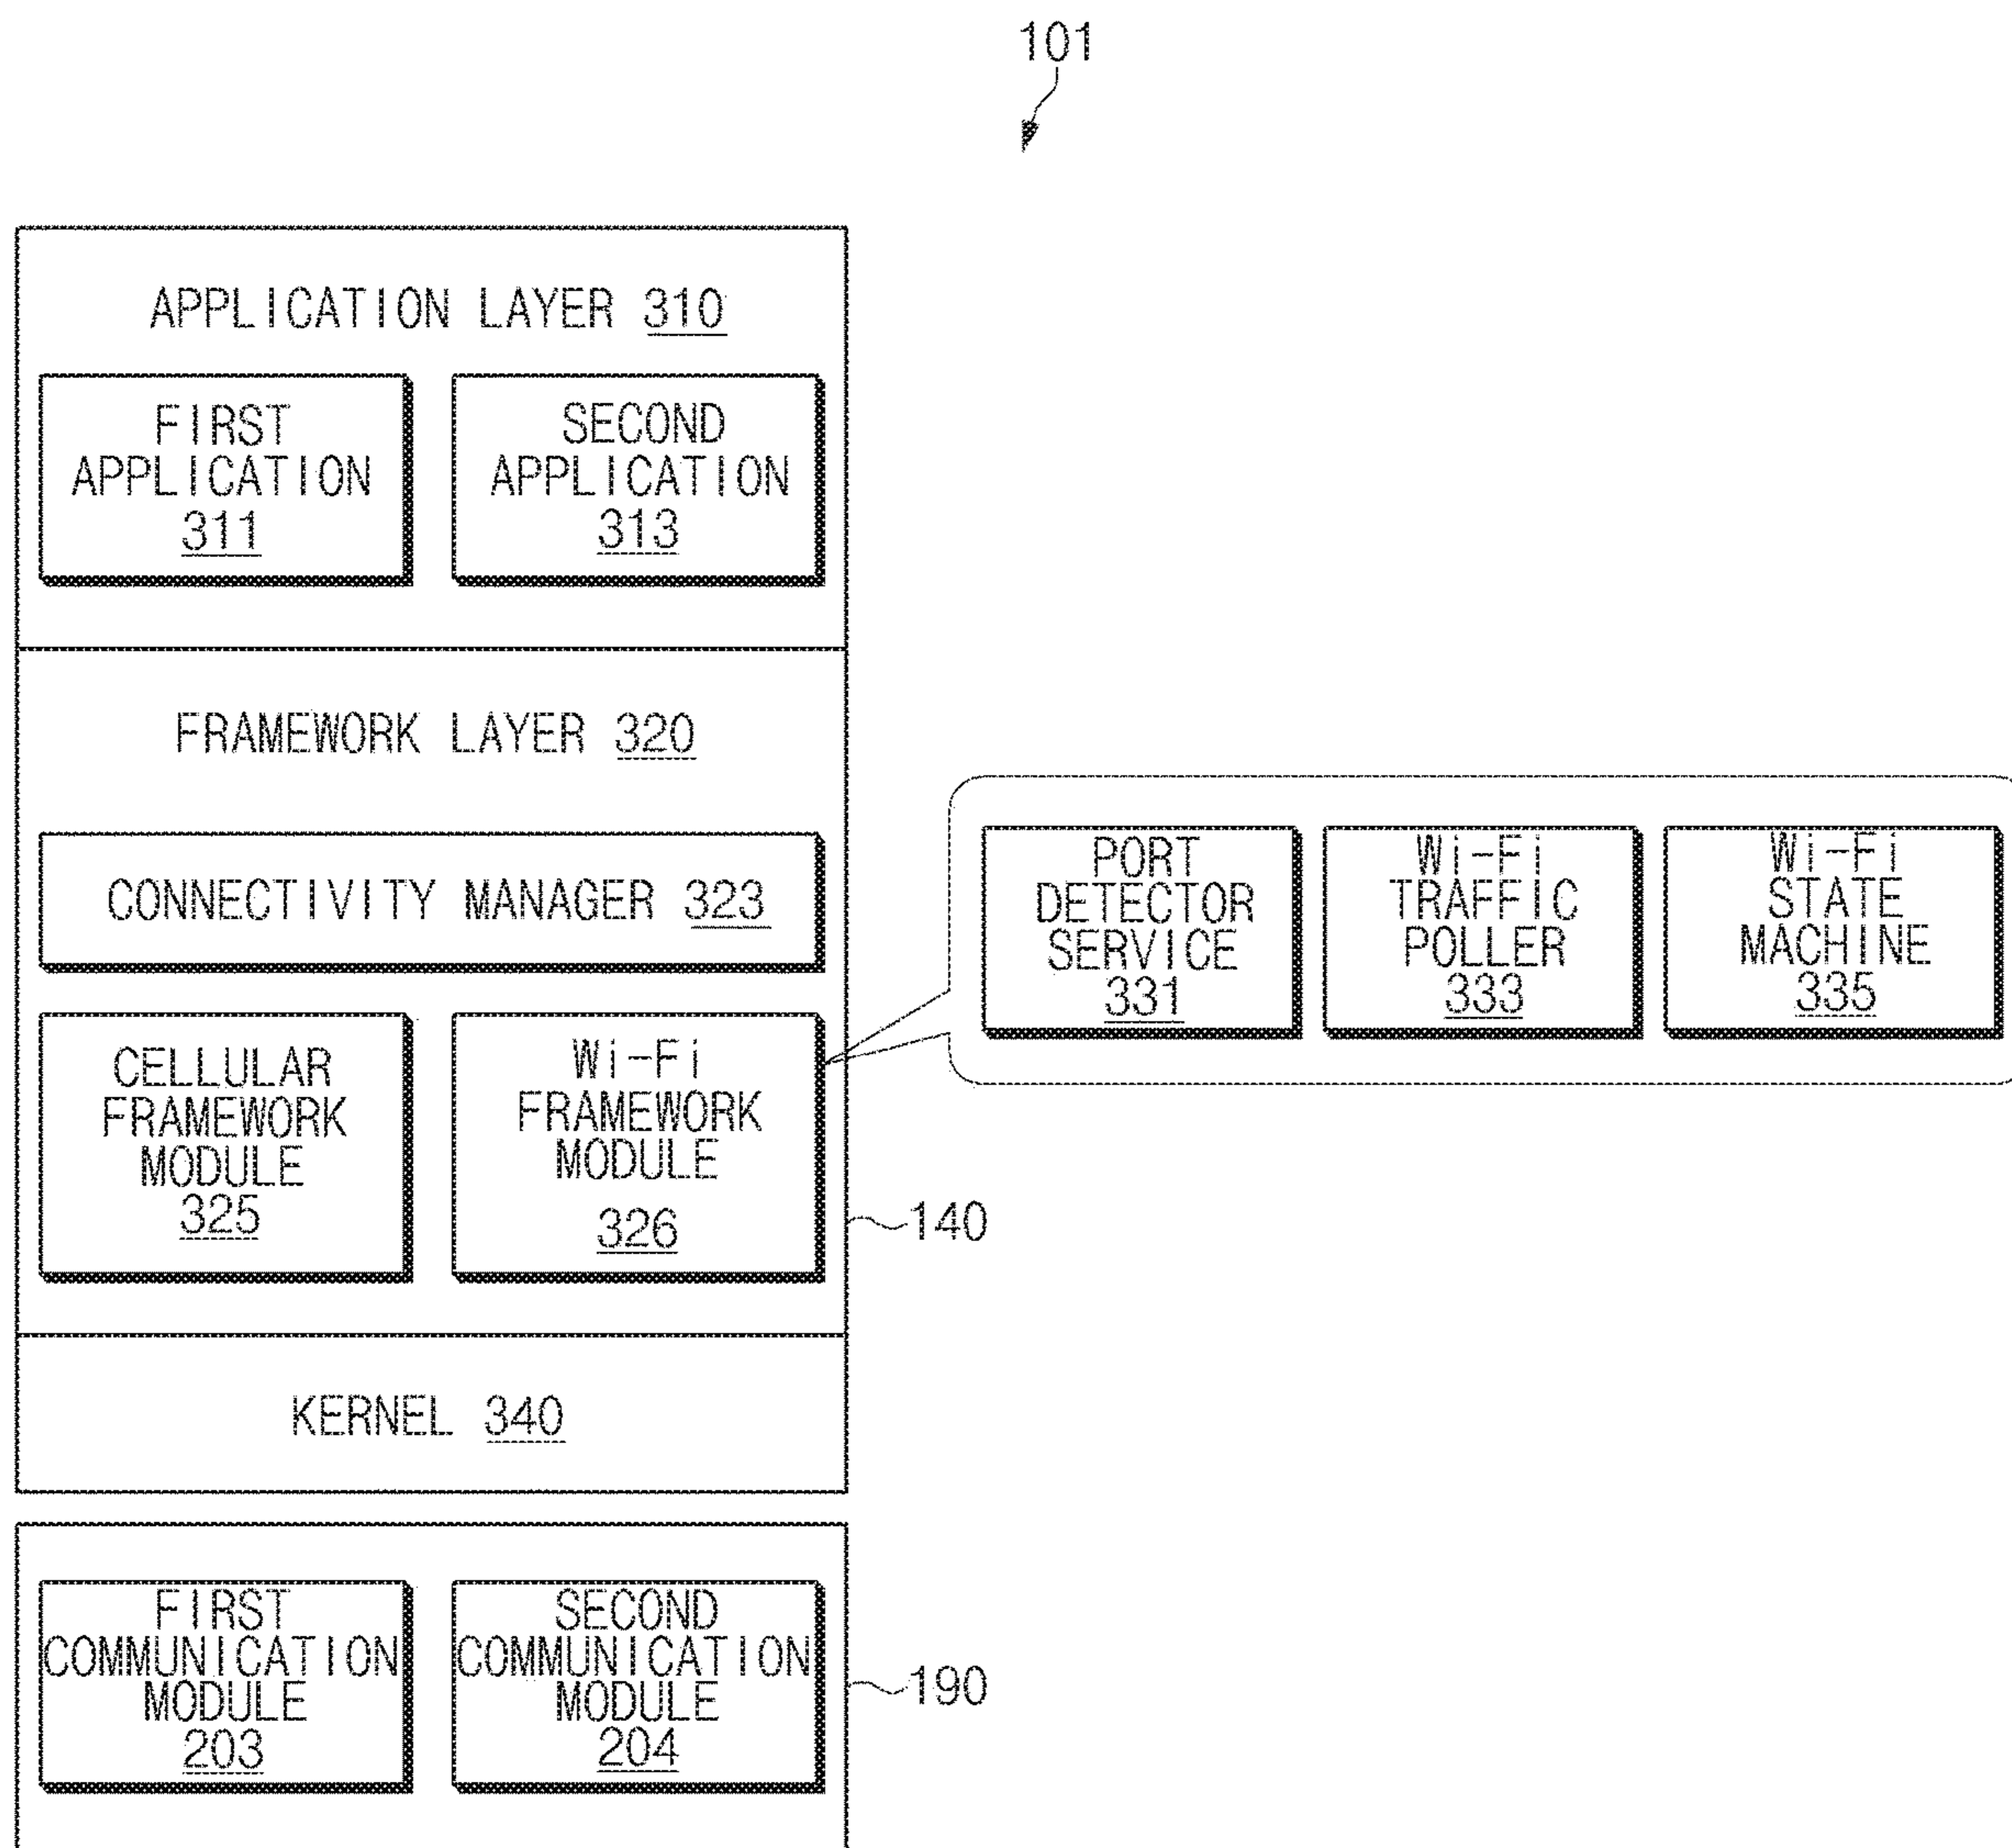 101
APPLICATION LAYER 310
FIRST
APPLICATION
311
SECOND
APPLICATION
313
FRAMEWORK LAYER 320
CONNECTIVITY MANAGER 323
CELLULAR
FRAMEWORK
MODULE
325
Wi-Fi
FRAMEWORK
MODULE
326
PORT
DETECTOR
SERVICE
331
Wi-Fi
TRAFFIC
POLLER
333
Wi-Fi
STATE
MACHINE
335
140
KERNEL 340
FIRST
COMMUNICATION
MODULE
203
SECOND
COMMUNICATION
MODULE
204
190